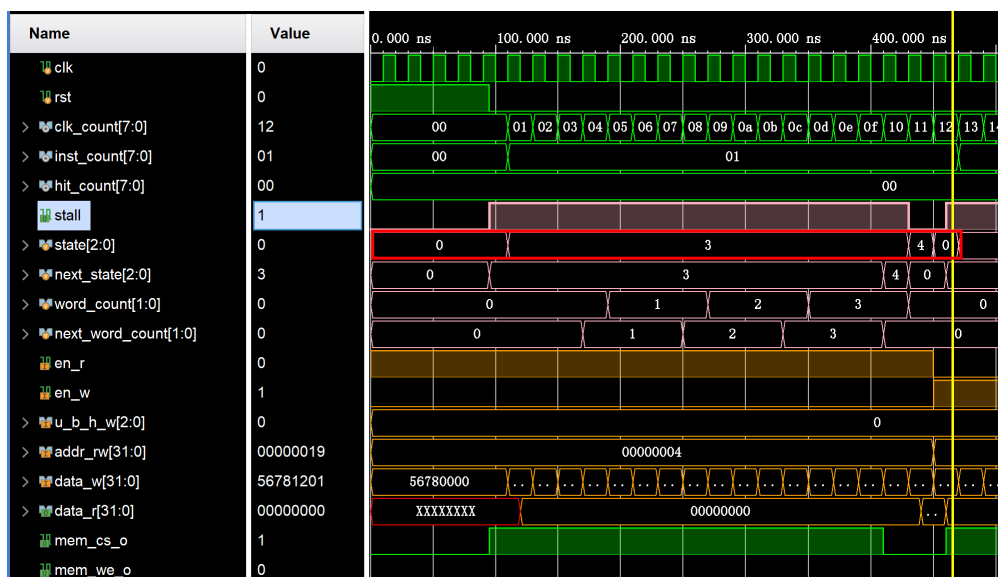 Name Value
0.000 ns 100.000 ns 200.000 ns 300.000 ns 400.000 ns
clk 0
rst 0
clk_count[7:0] 12 00 01 02 03 04 05 06 07 08 09 0a 0b 0c 0d 0e 0f 10 11 12 13 14
inst_count[7:0] 01 00 01
hit_count[7:0] 00 00
stall 1
state[2:0] 0 0 3 4 0
next_state[2:0] 3 0 3 4 0
word_count[1:0] 0 0 1 2 3 0
next_word_count[1:0] 0 0 1 2 3 0
en_r 0
en_w 1
u_b_h_w[2:0] 0 0
addr_rw[31:0] 00000019 00000004
data_w[31:0] 56781201 56780000 .. .. .. .. .. .. .. .. .. .. .. .. .. .. .. .. .. .. .. ..
data_r[31:0] 00000000 XXXXXXXX 00000000 ..
mem_cs_o 1
mem_we_o 0